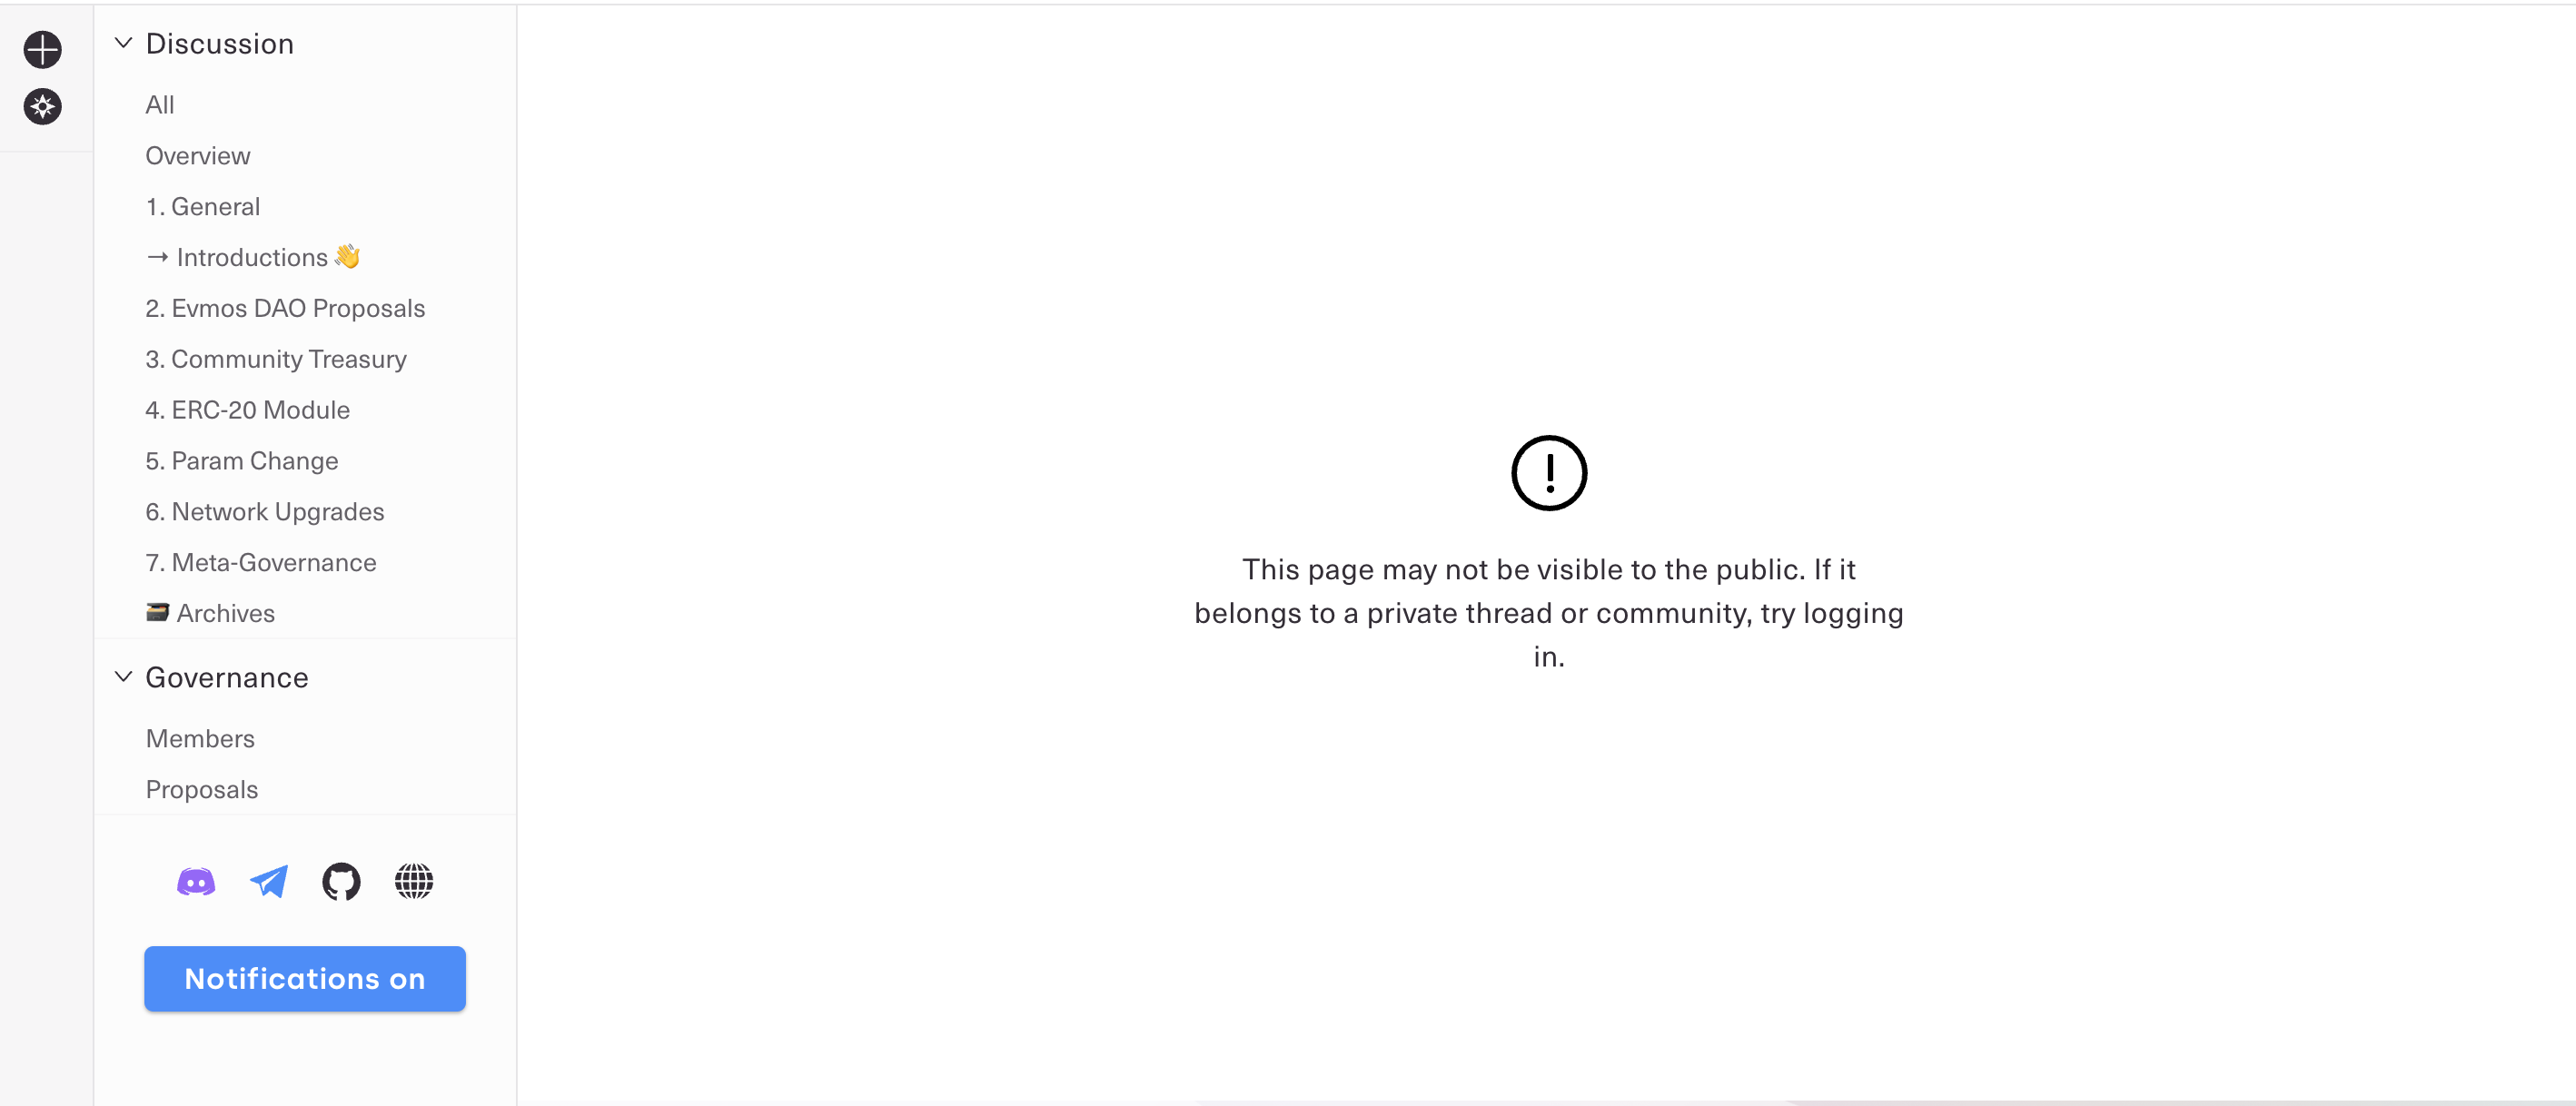 Discussion
All
Overview
1. General
→ Introductions 👋
2. Evmos DAO Proposals
3. Community Treasury
4. ERC-20 Module
5. Param Change
6. Network Upgrades
7. Meta-Governance
🗃 Archives
Governance
Members
Proposals
Notifications on
This page may not be visible to the public. If it
belongs to a private thread or community, try logging
in.